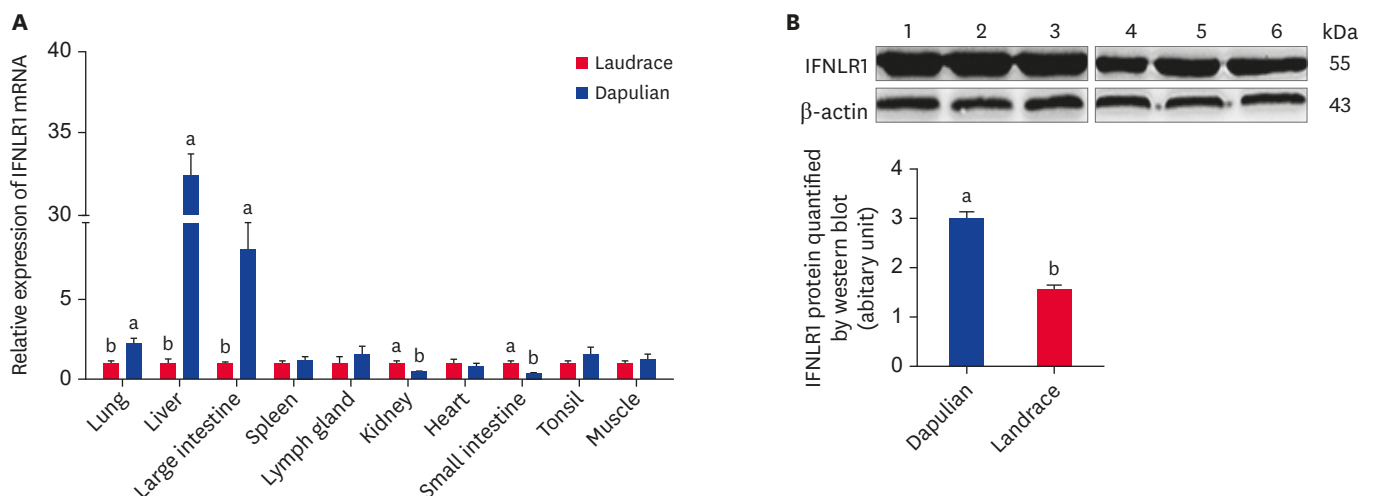 A
Relative expression of IFNLR1 mRNA
40
35
30
5
0
Laudrace
Dapulian
b
a
b
a
b
a
a
b
a
b
Lung
Liver
Large intestine
Spleen
Lymph gland
Kidney
Heart
Small intestine
Tonsil
Muscle
B
1 2 3 4 5 6 kDa
IFNLR1 55
β-actin 43
IFNLR1 protein quantified
by western blot
(abitary unit)
4
3
2
1
0
a
b
Dapulian
Landrace